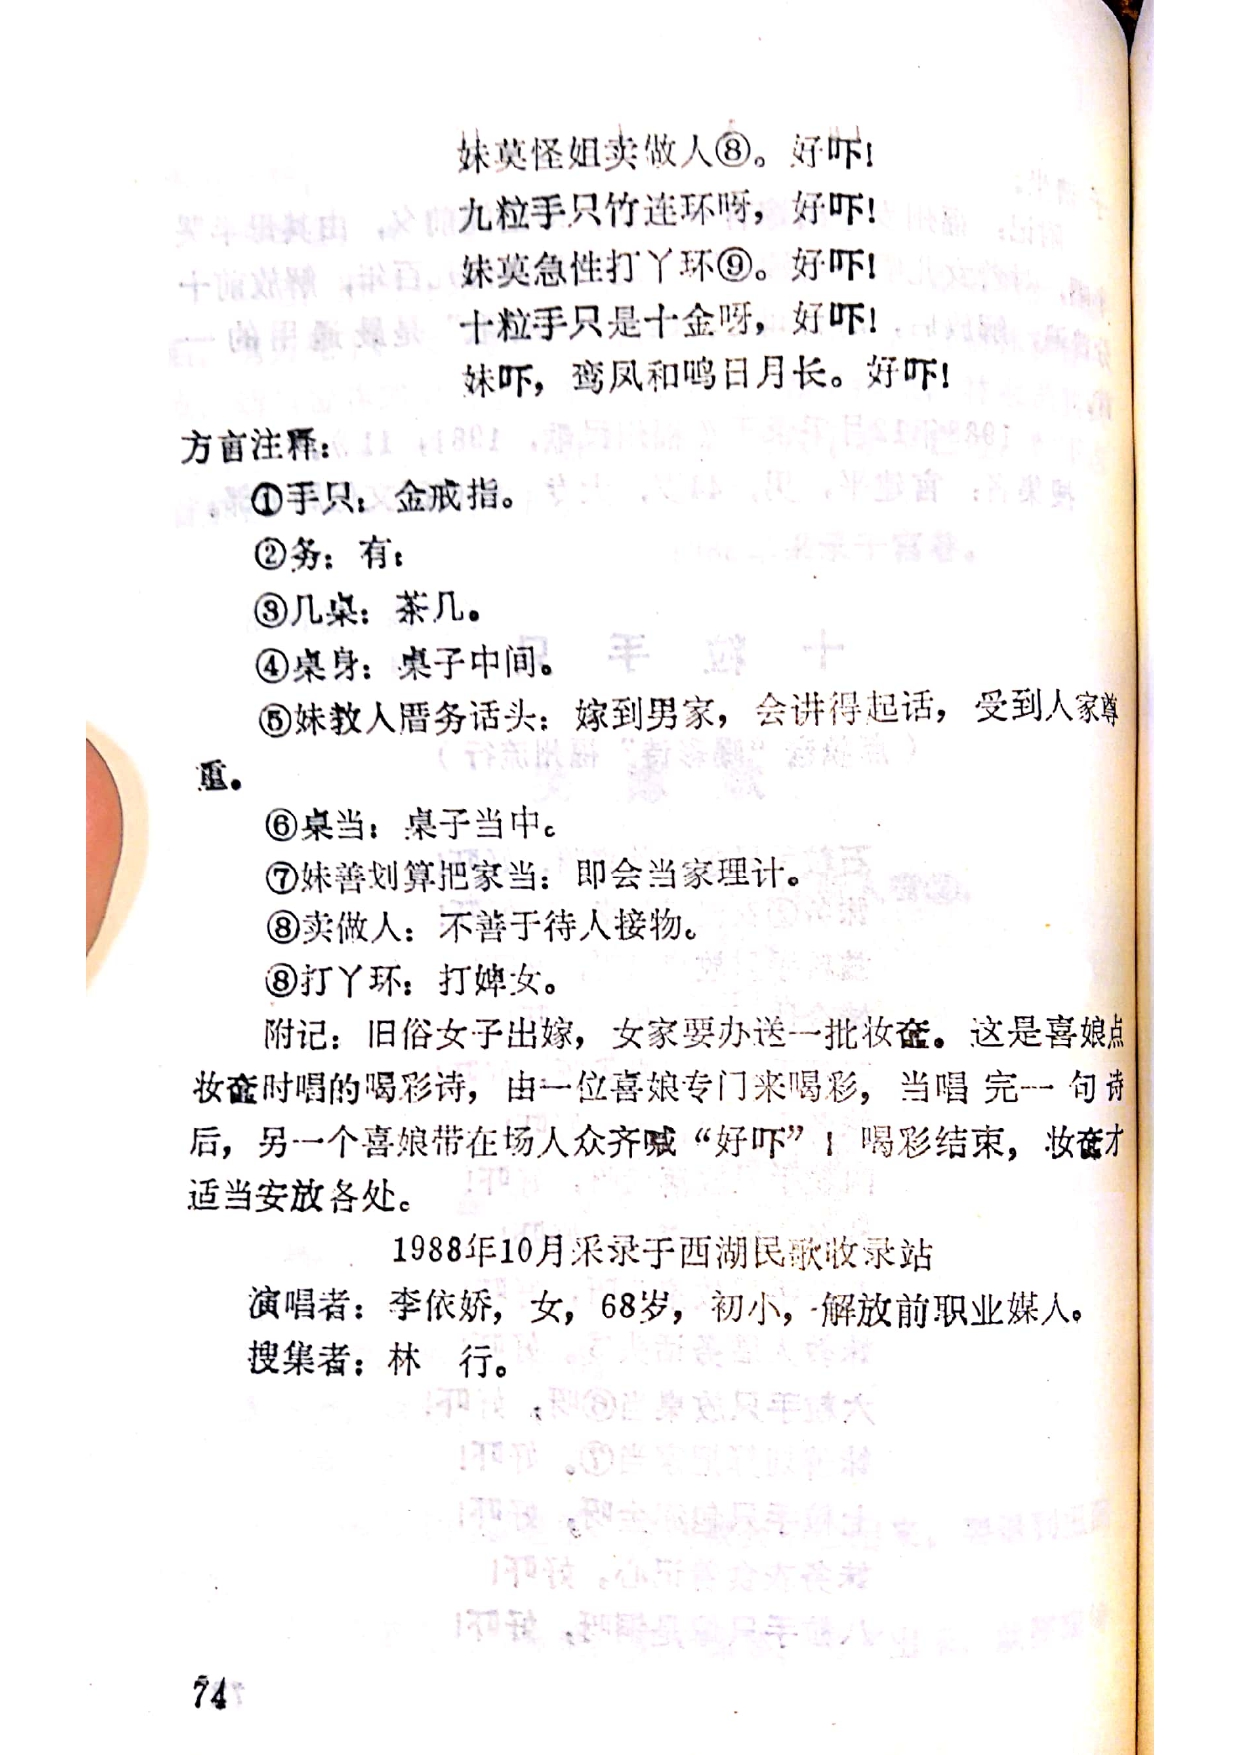 妹莫怪姐卖做人⑧。好吓!
九粒手只竹连环呀，好吓!
妹莫急性打丫环⑨。好吓!
十粒手只是十金呀，好吓!
妹吓，鸾凤和鸣日月长。好吓!
方言注释：
①手只：金戒指。
②务：有：
③几桌：茶几。
④桌身：桌子中间。
⑤妹教人厝务话头：嫁到男家，会讲得起话，受到人家尊
重。
⑥桌当：桌子当中。
⑦妹善划算把家当：即会当家理计。
⑧卖做人：不善于待人接物。
⑧打丫环：打婢女。
附记：旧俗女子出嫁，女家要办送一批妆奁。这是喜娘点
妆奁时唱的喝彩诗，由一位喜娘专门来喝彩，当唱完一句诗
后，另一个喜娘带在场人众齐喊“好吓”！喝彩结束，妆奁才
适当安放各处。
1988年10月采录于西湖民歌收录站
演唱者：李依娇，女，68岁，初小，解放前职业媒人。
搜集者：林　行。
74